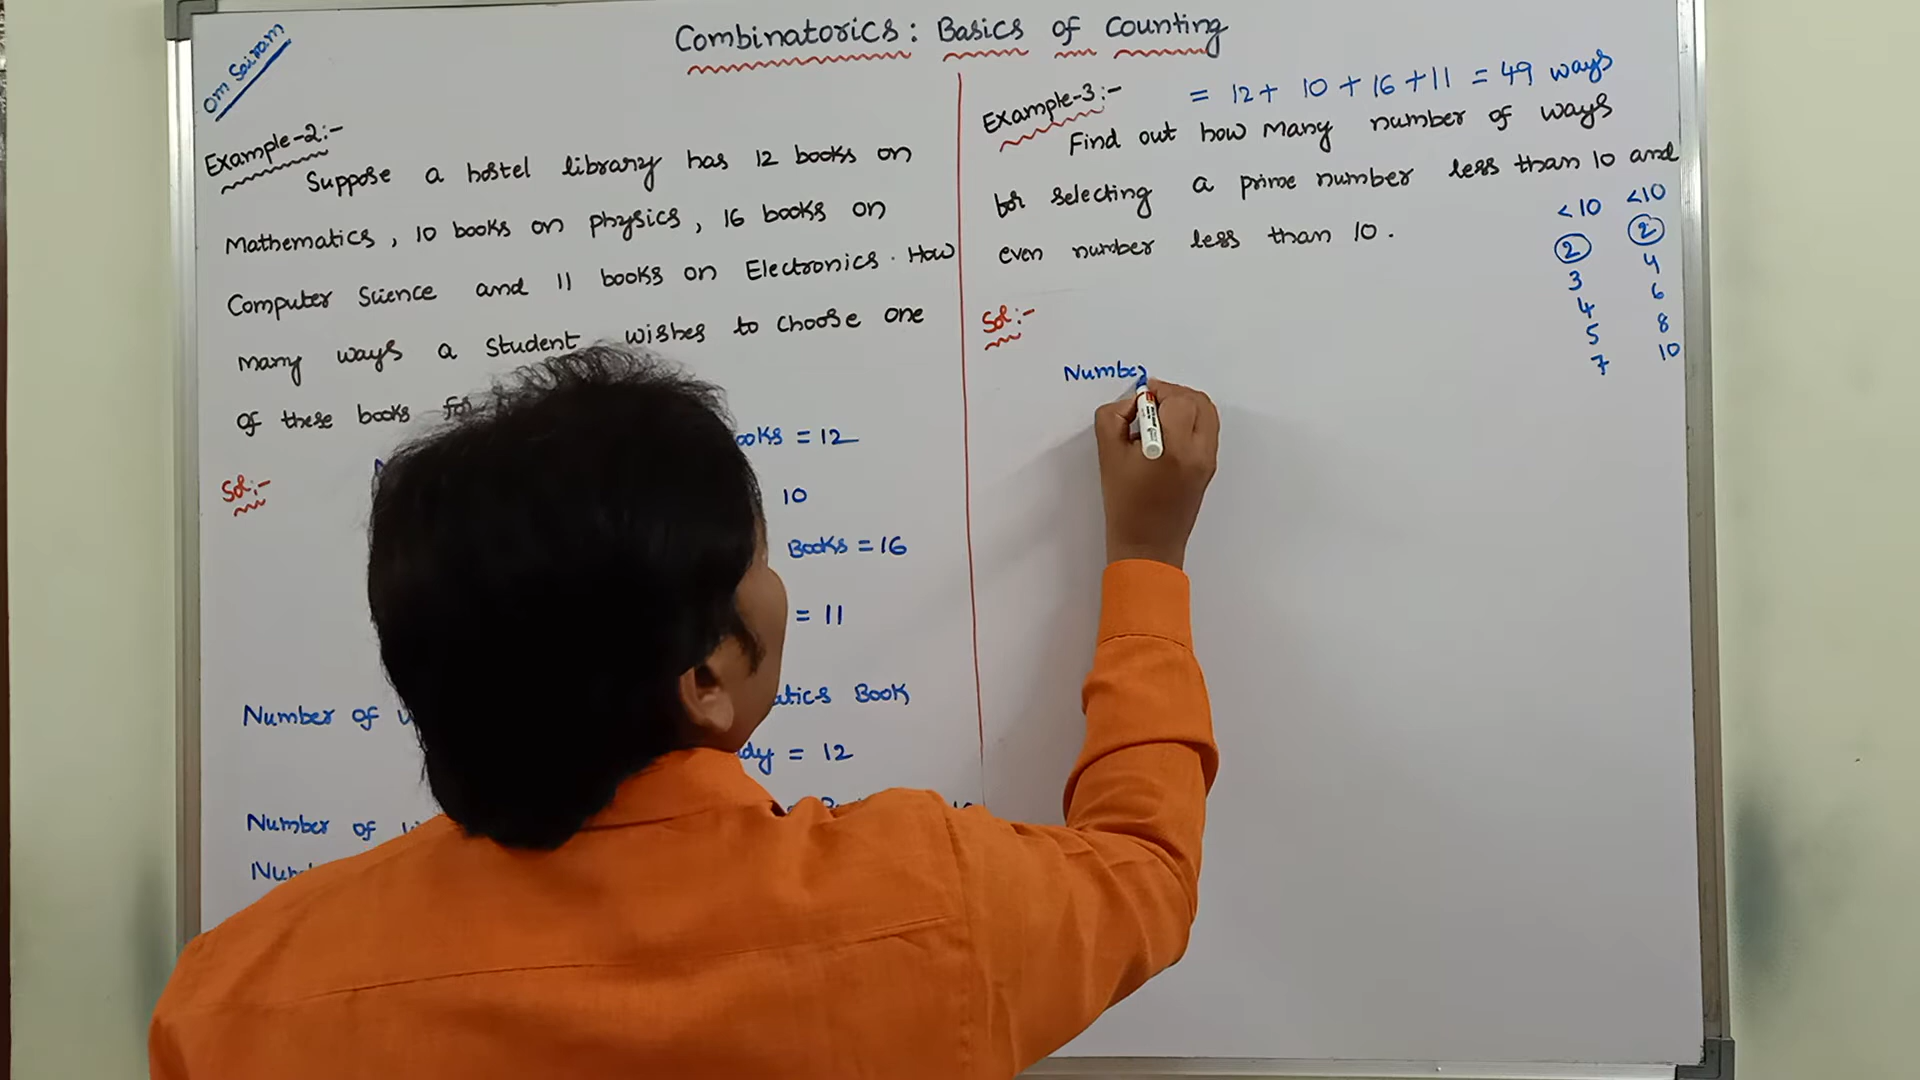 Combinatorics: Basics of Counting
Om Sairam
Example-2:-
Suppose a hostel library has 12 books on
Mathematics, 10 books on physics, 16 books on
Computer Science and 11 books on Electronics. How
many ways a student wishes to choose one
of these books for
Sol:-
ooks = 12
10
Books = 16
= 11
Number of
atics Book
dy = 12
Number of
Num
= 12 + 10 + 16 + 11 = 49 ways
Example-3:-
Find out how many number of ways
for selecting a prime number less than 10 and
even number less than 10.
<10 <10
2 2
3 4
4 6
5 8
7 10
Sol:-
Number